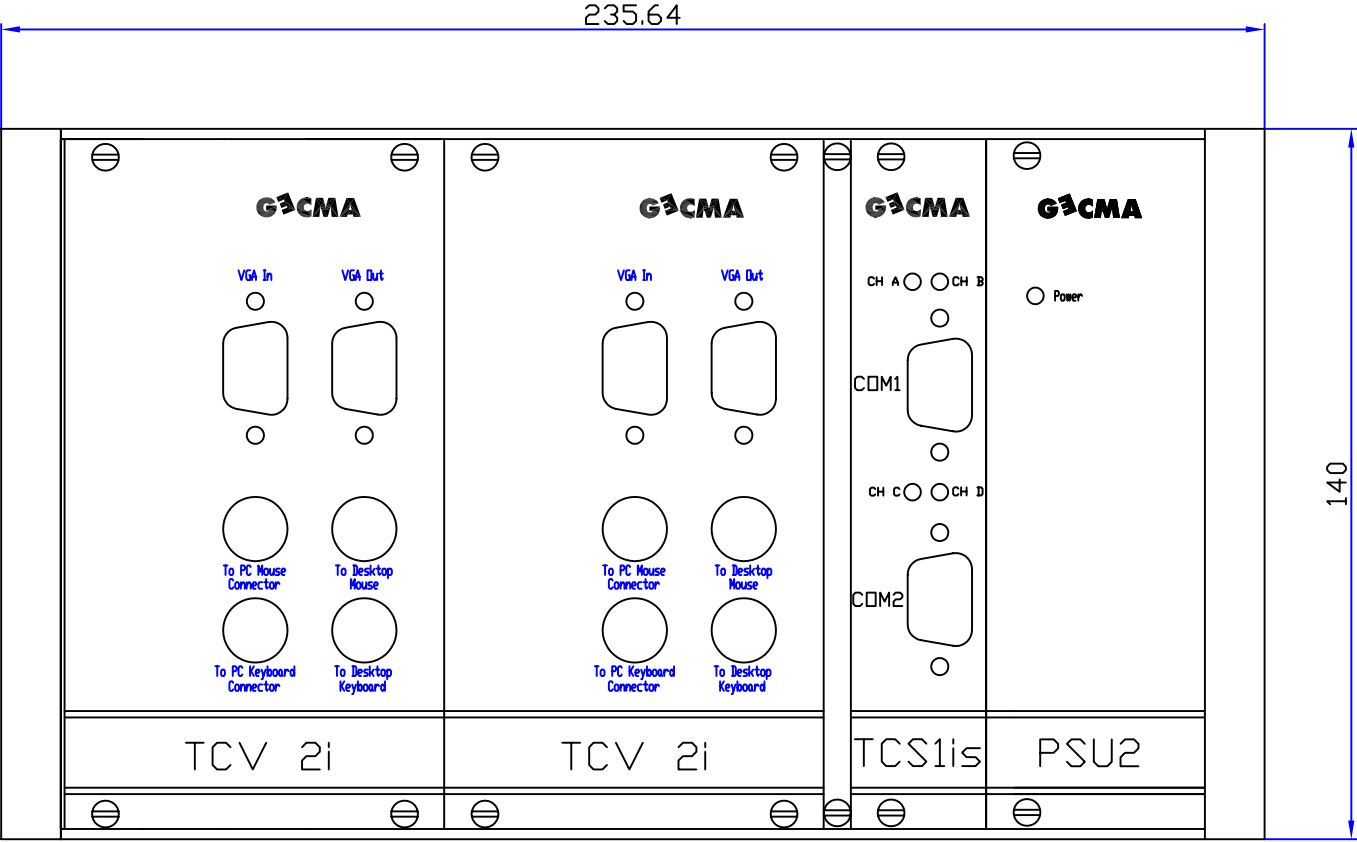 235.64
GECMA
GECMA
GECMA
GECMA
VGA In
VGA Out
VGA In
VGA Out
CH A
CH B
Power
COM1
140
CH C
CH D
To PC Mouse
Connector
To Desktop
Mouse
To PC Mouse
Connector
To Desktop
Mouse
COM2
To PC Keyboard
Connector
To Desktop
Keyboard
To PC Keyboard
Connector
To Desktop
Keyboard
TCV 2i
TCV 2i
TCS1is
PSU2